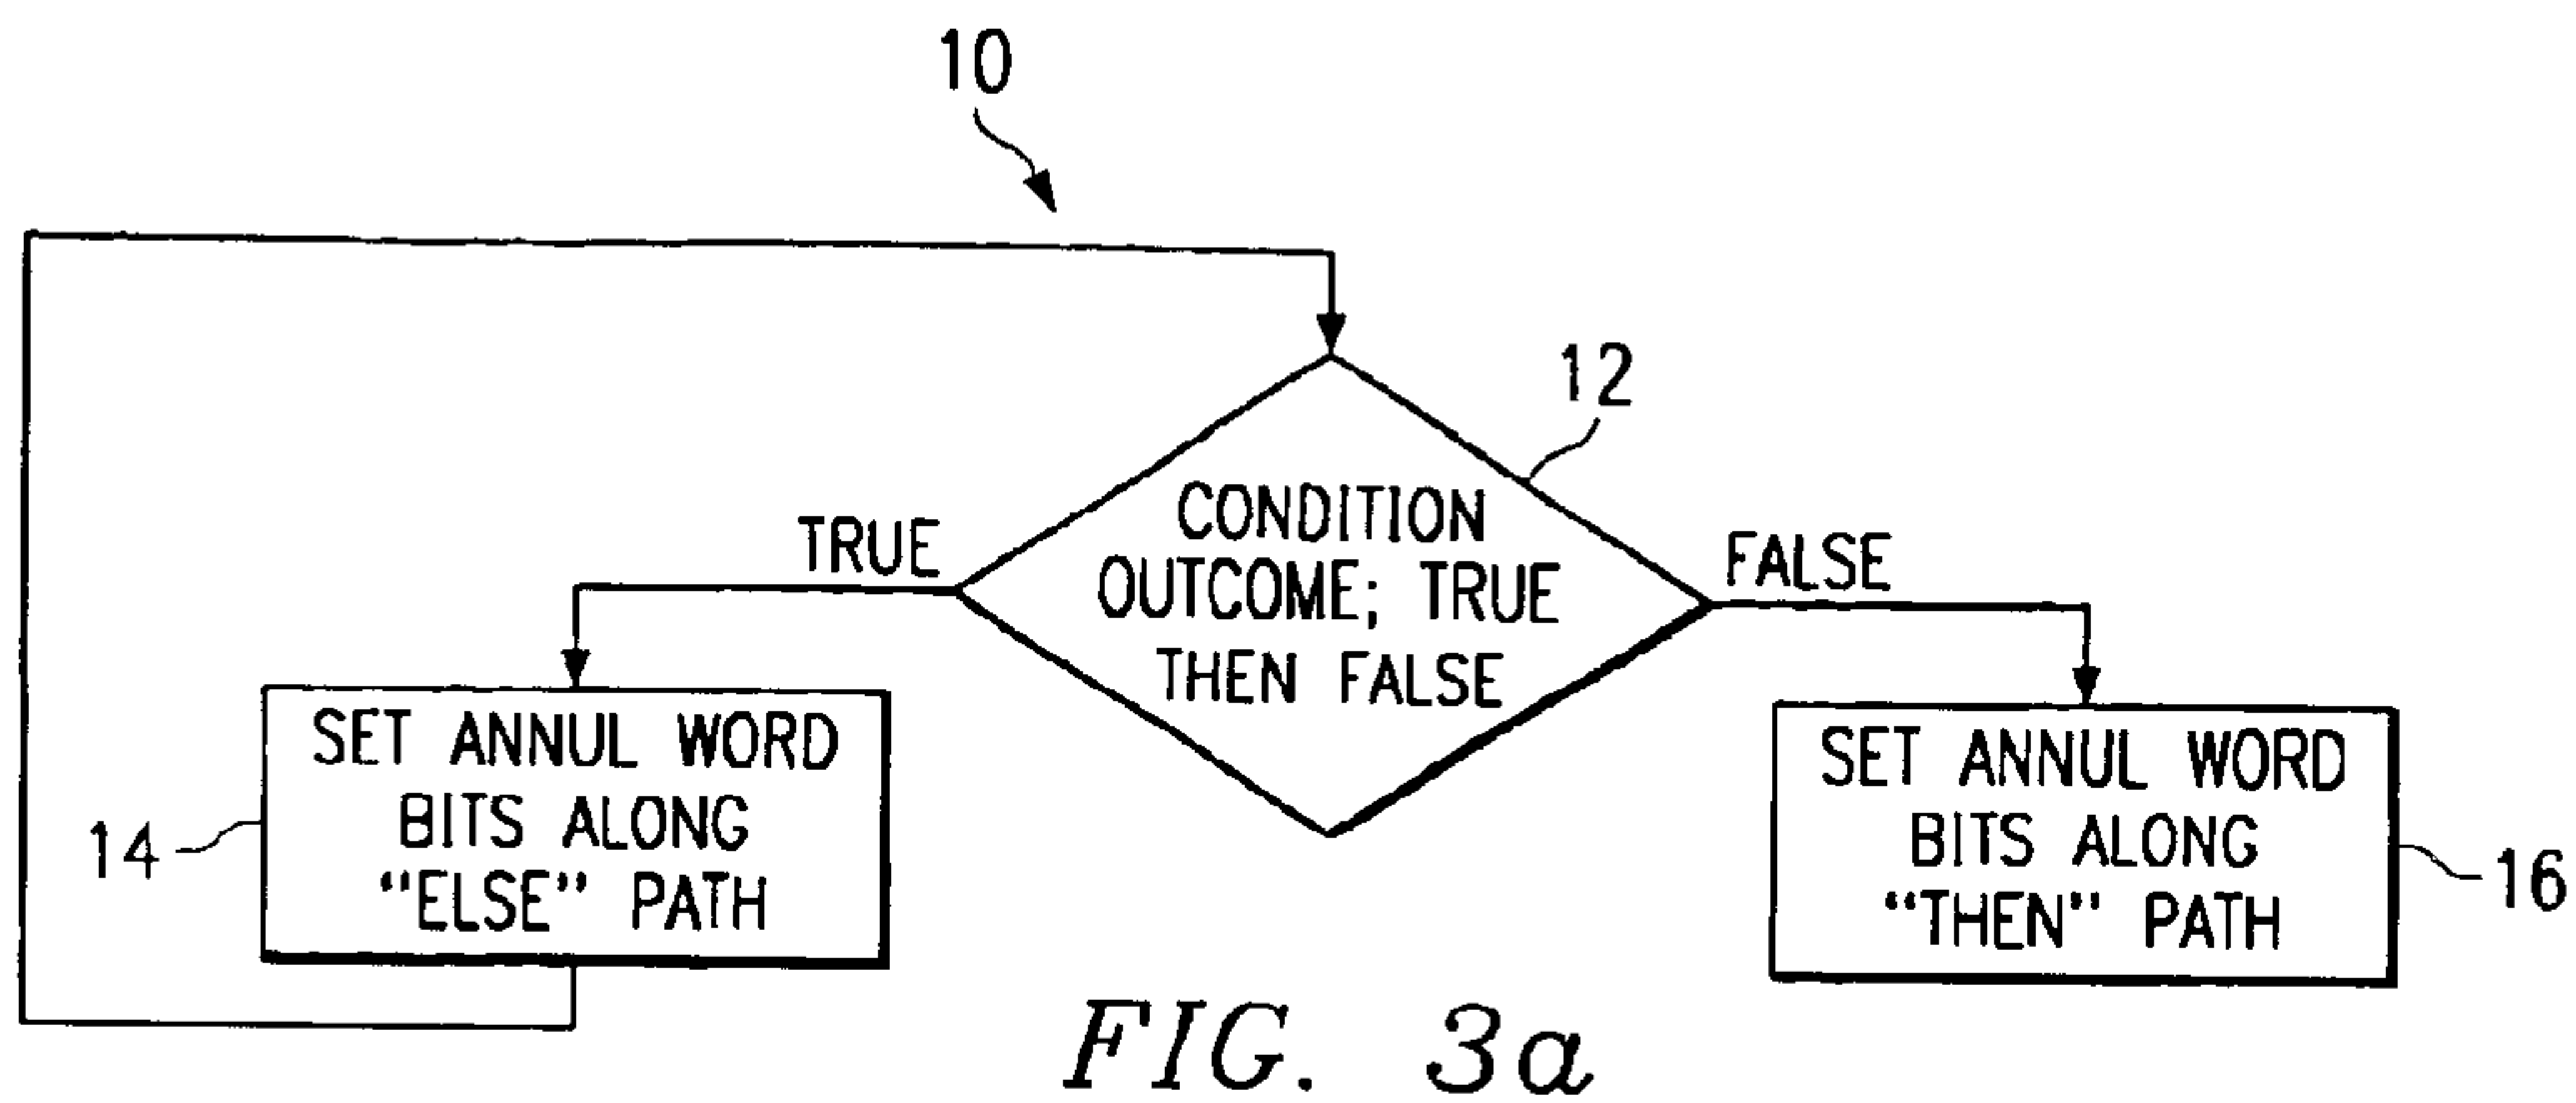 10
12
CONDITION
OUTCOME; TRUE
THEN FALSE
TRUE
FALSE
SET ANNUL WORD
BITS ALONG
"ELSE" PATH
14
SET ANNUL WORD
BITS ALONG
"THEN" PATH
16
FIG. 3a